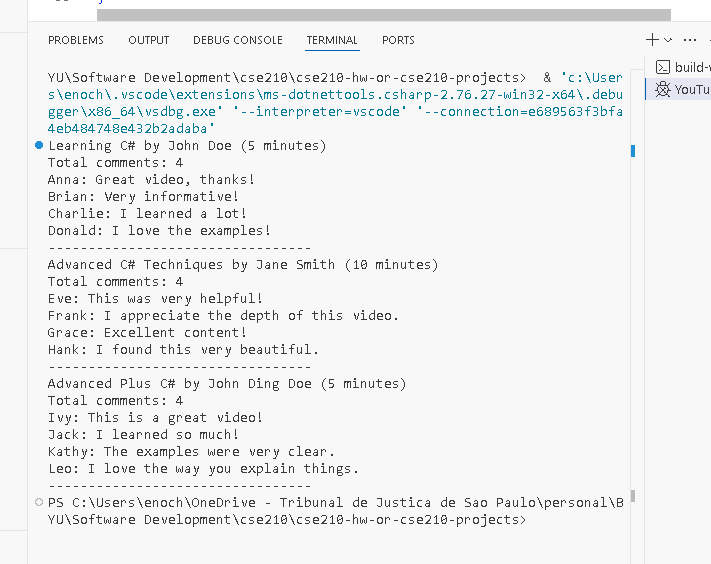 PROBLEMS OUTPUT DEBUG CONSOLE TERMINAL PORTS
YU\Software Development\cse210\cse210-hw-or-cse210-projects> & 'c:\User
s\enoch\.vscode\extensions\ms-dotnettools.csharp-2.76.27-win32-x64\.debu
gger\x86_64\vsdbg.exe' '--interpreter=vscode' '--connection=e689563f3bfa
4eb484748e432b2adaba'
Learning C# by John Doe (5 minutes)
Total comments: 4
Anna: Great video, thanks!
Brian: Very informative!
Charlie: I learned a lot!
Donald: I love the examples!
---------------------------------
Advanced C# Techniques by Jane Smith (10 minutes)
Total comments: 4
Eve: This was very helpful!
Frank: I appreciate the depth of this video.
Grace: Excellent content!
Hank: I found this very beautiful.
---------------------------------
Advanced Plus C# by John Ding Doe (5 minutes)
Total comments: 4
Ivy: This is a great video!
Jack: I learned so much!
Kathy: The examples were very clear.
Leo: I love the way you explain things.
---------------------------------
PS C:\Users\enoch\OneDrive - Tribunal de Justica de Sao Paulo\personal\B
YU\Software Development\cse210\cse210-hw-or-cse210-projects>
build-v
YouTu